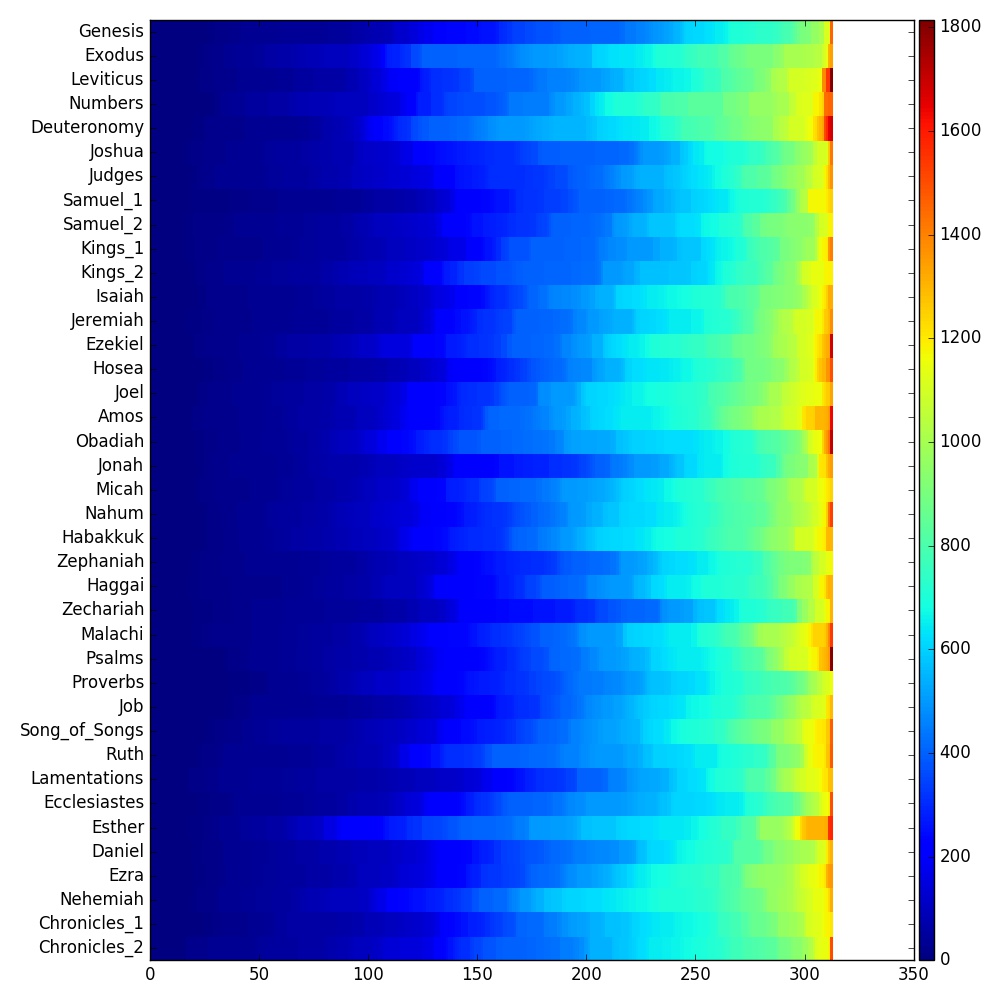 Genesis
Exodus
Leviticus
Numbers
Deuteronomy
Joshua
Judges
Samuel_1
Samuel_2
Kings_1
Kings_2
Isaiah
Jeremiah
Ezekiel
Hosea
Joel
Amos
Obadiah
Jonah
Micah
Nahum
Habakkuk
Zephaniah
Haggai
Zechariah
Malachi
Psalms
Proverbs
Job
Song_of_Songs
Ruth
Lamentations
Ecclesiastes
Esther
Daniel
Ezra
Nehemiah
Chronicles_1
Chronicles_2
0 50 100 150 200 250 300 350
1800
1600
1400
1200
1000
800
600
400
200
0